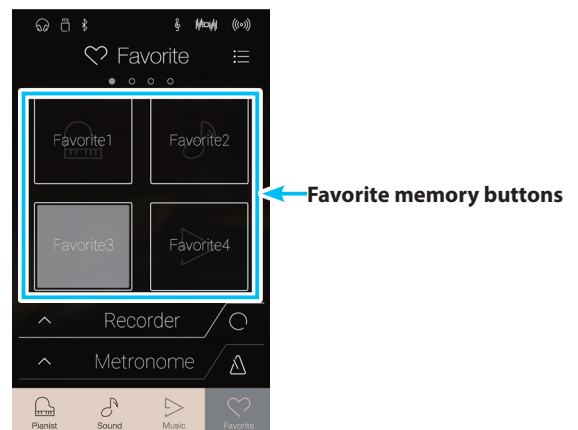 Favorite
Favorite1
Favorite2
Favorite memory buttons
Favorite3
Favorite4
Recorder
Metronome
Pianist
Sound
Music
Favorite